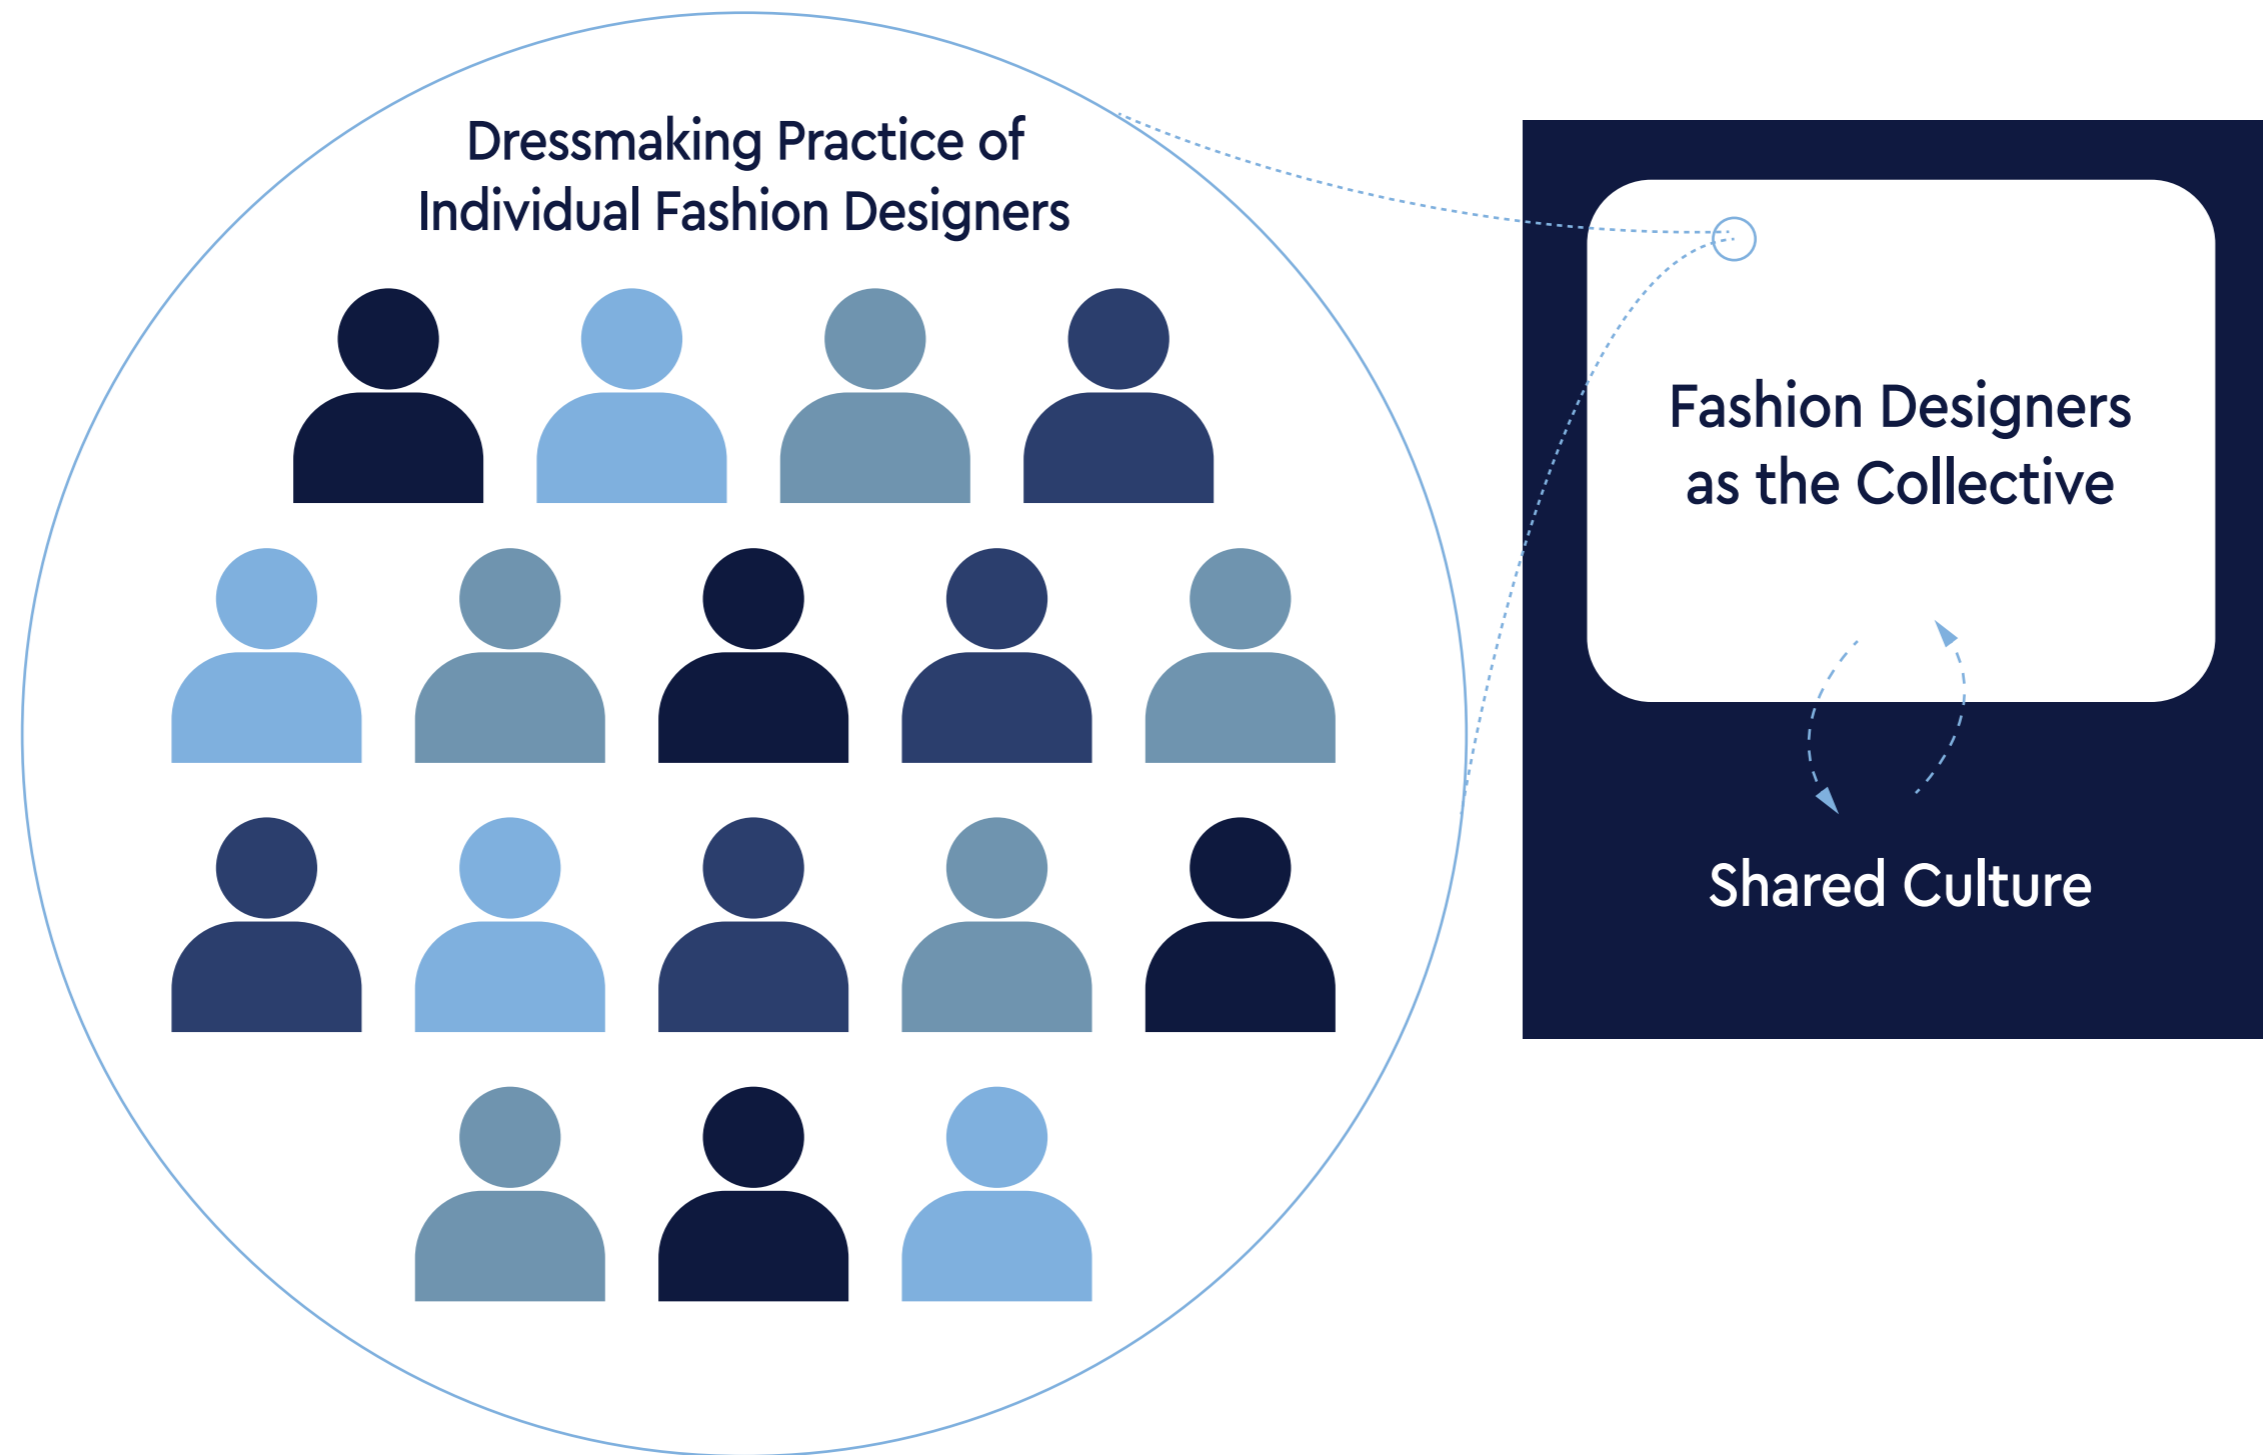 Dressmaking Practice of
Individual Fashion Designers
Fashion Designers
as the Collective
Shared Culture